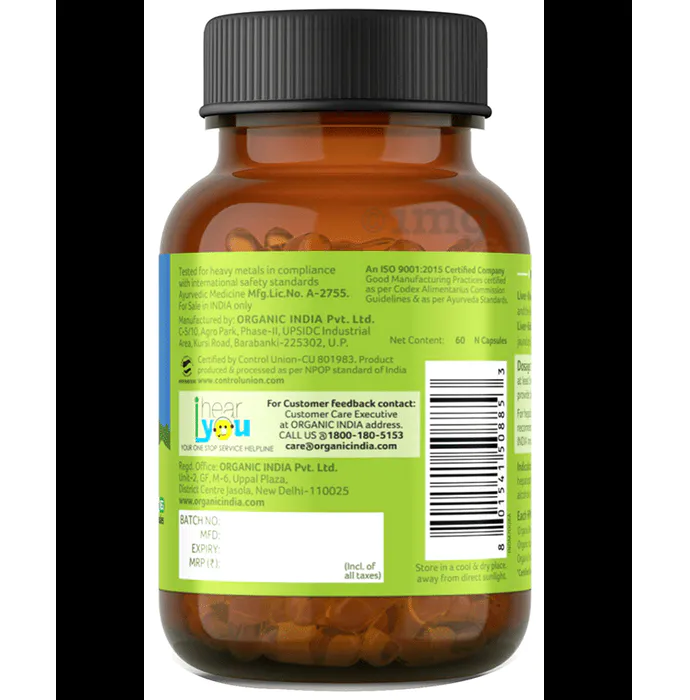 Tested for heavy metals in compliance
with international safety standards
Ayurvedic Medicine Mfg.Lic.No. A-2755.
For Sale in INDIA only
Manufactured by: ORGANIC INDIA Pvt. Ltd.
C-5/10, Agro Park, Phase-II, UPSIDC Industrial
Area, Kursi Road, Barabanki-225302, U.P.
Certified by Control Union-CU 801983. Product
produced & processed as per NPOP standard of India
www.controlunion.com
An ISO 9001:2015 Certified Company
Good Manufacturing Practices certified
as per Codex Alimentarius Commission
Guidelines & as per Ayurveda Standards.
Net Content: 60 N Capsules
i hear
you
YOUR ONE STOP SERVICE HELPLINE
For Customer feedback contact:
Customer Care Executive
at ORGANIC INDIA address.
CALL US @1800-180-5153
care@organicindia.com
Regd. Office: ORGANIC INDIA Pvt. Ltd.
Unit-2, GF, M-6, Uppal Plaza,
District Centre Jasola, New Delhi-110025
www.organicindia.com
BATCH NO:
MFD:
EXPIRY:
MRP (₹):
(Incl. of
all taxes)
8 01541 50885 3
Store in a cool & dry place,
away from direct sunlight.